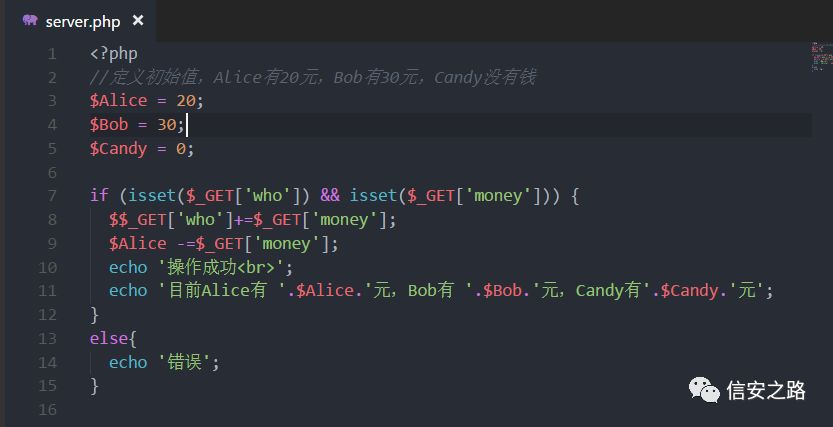 server.php ×
1 <?php
2 //定义初始值，Alice有20元，Bob有30元，Candy没有钱
3 $Alice = 20;
4 $Bob = 30;
5 $Candy = 0;
6
7 if (isset($_GET['who']) && isset($_GET['money'])) {
8 $$_GET['who']+=$_GET['money'];
9 $Alice -=$_GET['money'];
10 echo '操作成功<br>';
11 echo '目前Alice有 '.$Alice.'元，Bob有 '.$Bob.'元，Candy有'.$Candy.'元';
12 }
13 else{
14 echo '错误';
15 }
16
信安之路